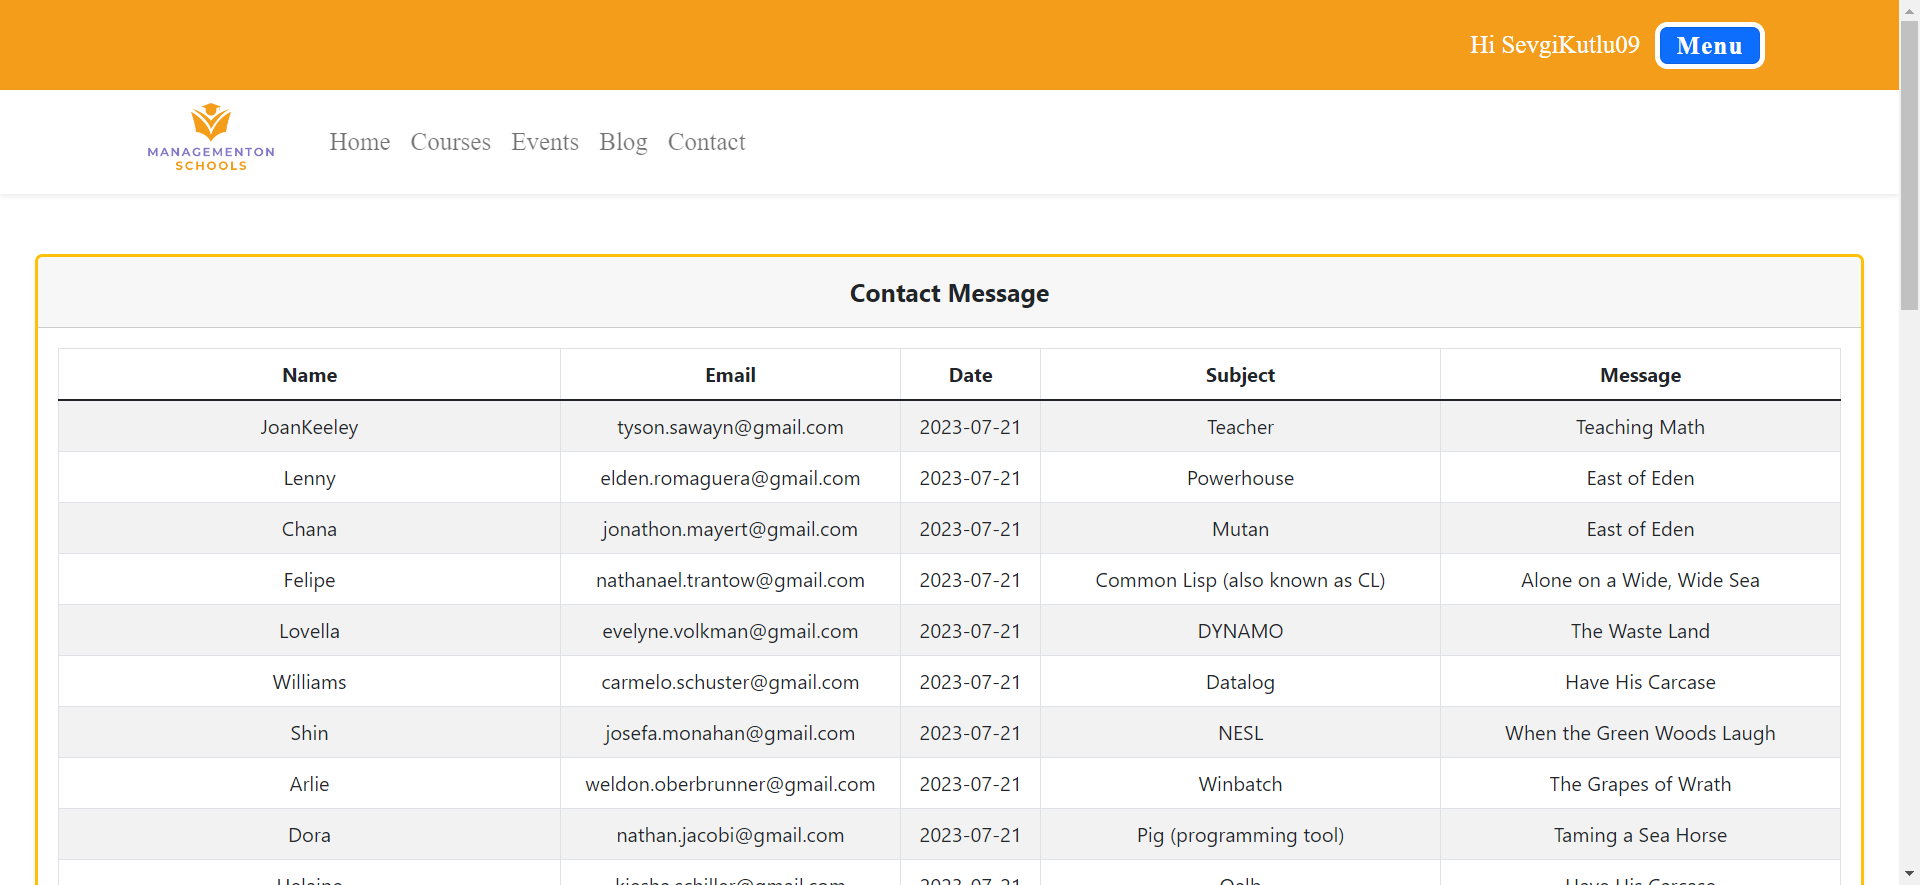 Hi SevgiKutlu09 Menu
MANAGEMENTON
SCHOOLS
Home Courses Events Blog Contact
Contact Message
Name Email Date Subject Message
JoanKeeley tyson.sawayn@gmail.com 2023-07-21 Teacher Teaching Math
Lenny elden.romaguera@gmail.com 2023-07-21 Powerhouse East of Eden
Chana jonathon.mayert@gmail.com 2023-07-21 Mutan East of Eden
Felipe nathanael.trantow@gmail.com 2023-07-21 Common Lisp (also known as CL) Alone on a Wide, Wide Sea
Lovella evelyne.volkman@gmail.com 2023-07-21 DYNAMO The Waste Land
Williams carmelo.schuster@gmail.com 2023-07-21 Datalog Have His Carcase
Shin josefa.monahan@gmail.com 2023-07-21 NESL When the Green Woods Laugh
Arlie weldon.oberbrunner@gmail.com 2023-07-21 Winbatch The Grapes of Wrath
Dora nathan.jacobi@gmail.com 2023-07-21 Pig (programming tool) Taming a Sea Horse
2023-07-21 Have His Carcase